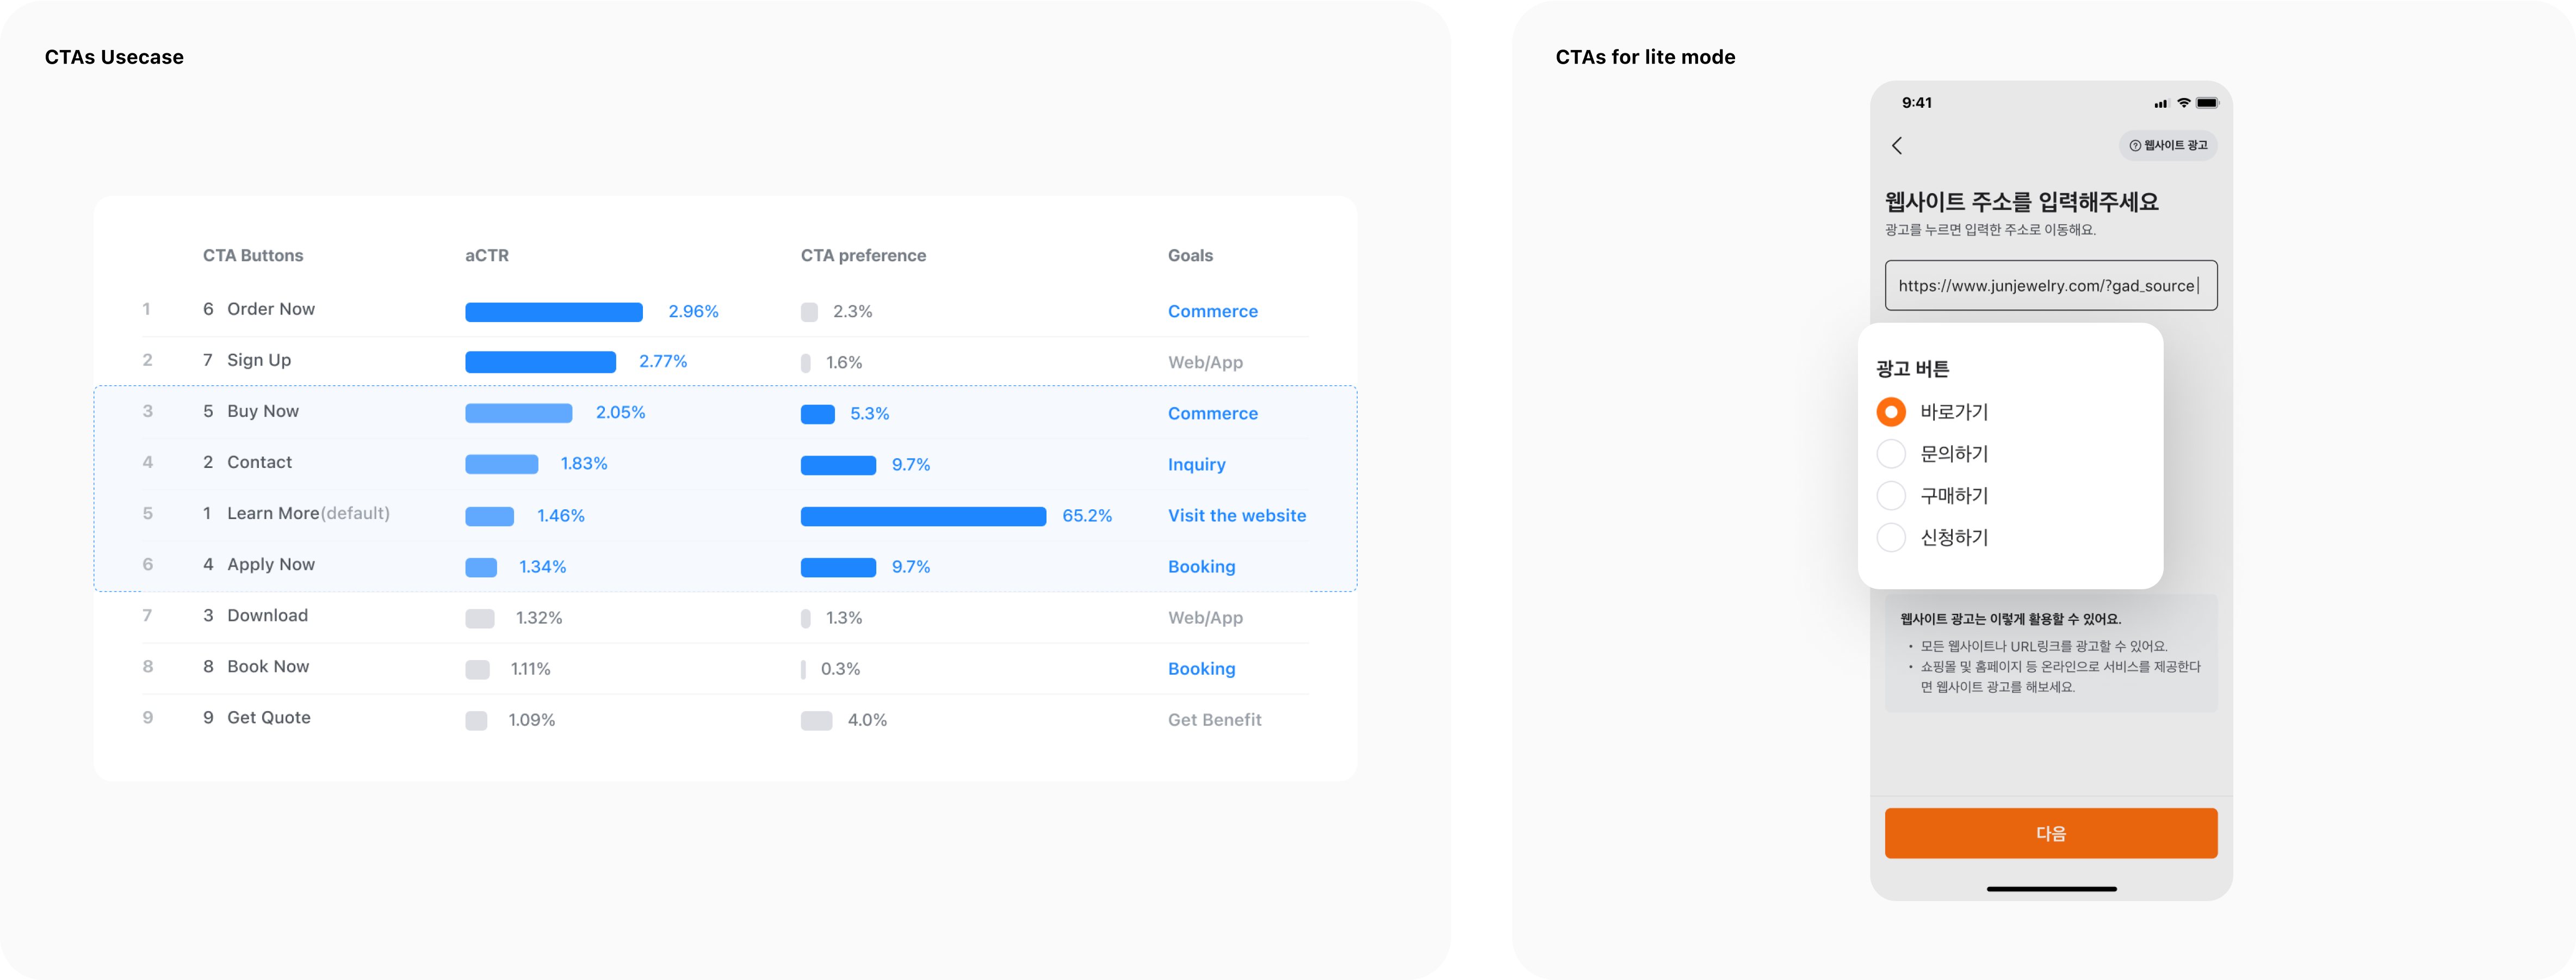 CTAs Usecase
CTA Buttons aCTR CTA preference Goals
1 6 Order Now 2.96% 2.3% Commerce
2 7 Sign Up 2.77% 1.6% Web/App
3 5 Buy Now 2.05% 5.3% Commerce
4 2 Contact 1.83% 9.7% Inquiry
5 1 Learn More(default) 1.46% 65.2% Visit the website
6 4 Apply Now 1.34% 9.7% Booking
7 3 Download 1.32% 1.3% Web/App
8 8 Book Now 1.11% 0.3% Booking
9 9 Get Quote 1.09% 4.0% Get Benefit
CTAs for lite mode
9:41
웹사이트 광고
웹사이트 주소를 입력해주세요
광고를 누르면 입력한 주소로 이동해요.
https://www.junjewelry.com/?gad_source
광고 버튼
바로가기
문의하기
구매하기
신청하기
웹사이트 광고는 이렇게 활용할 수 있어요.
• 모든 웹사이트나 URL링크를 광고할 수 있어요.
• 쇼핑몰 및 홈페이지 등 온라인으로 서비스를 제공한다
면 웹사이트 광고를 해보세요.
다음